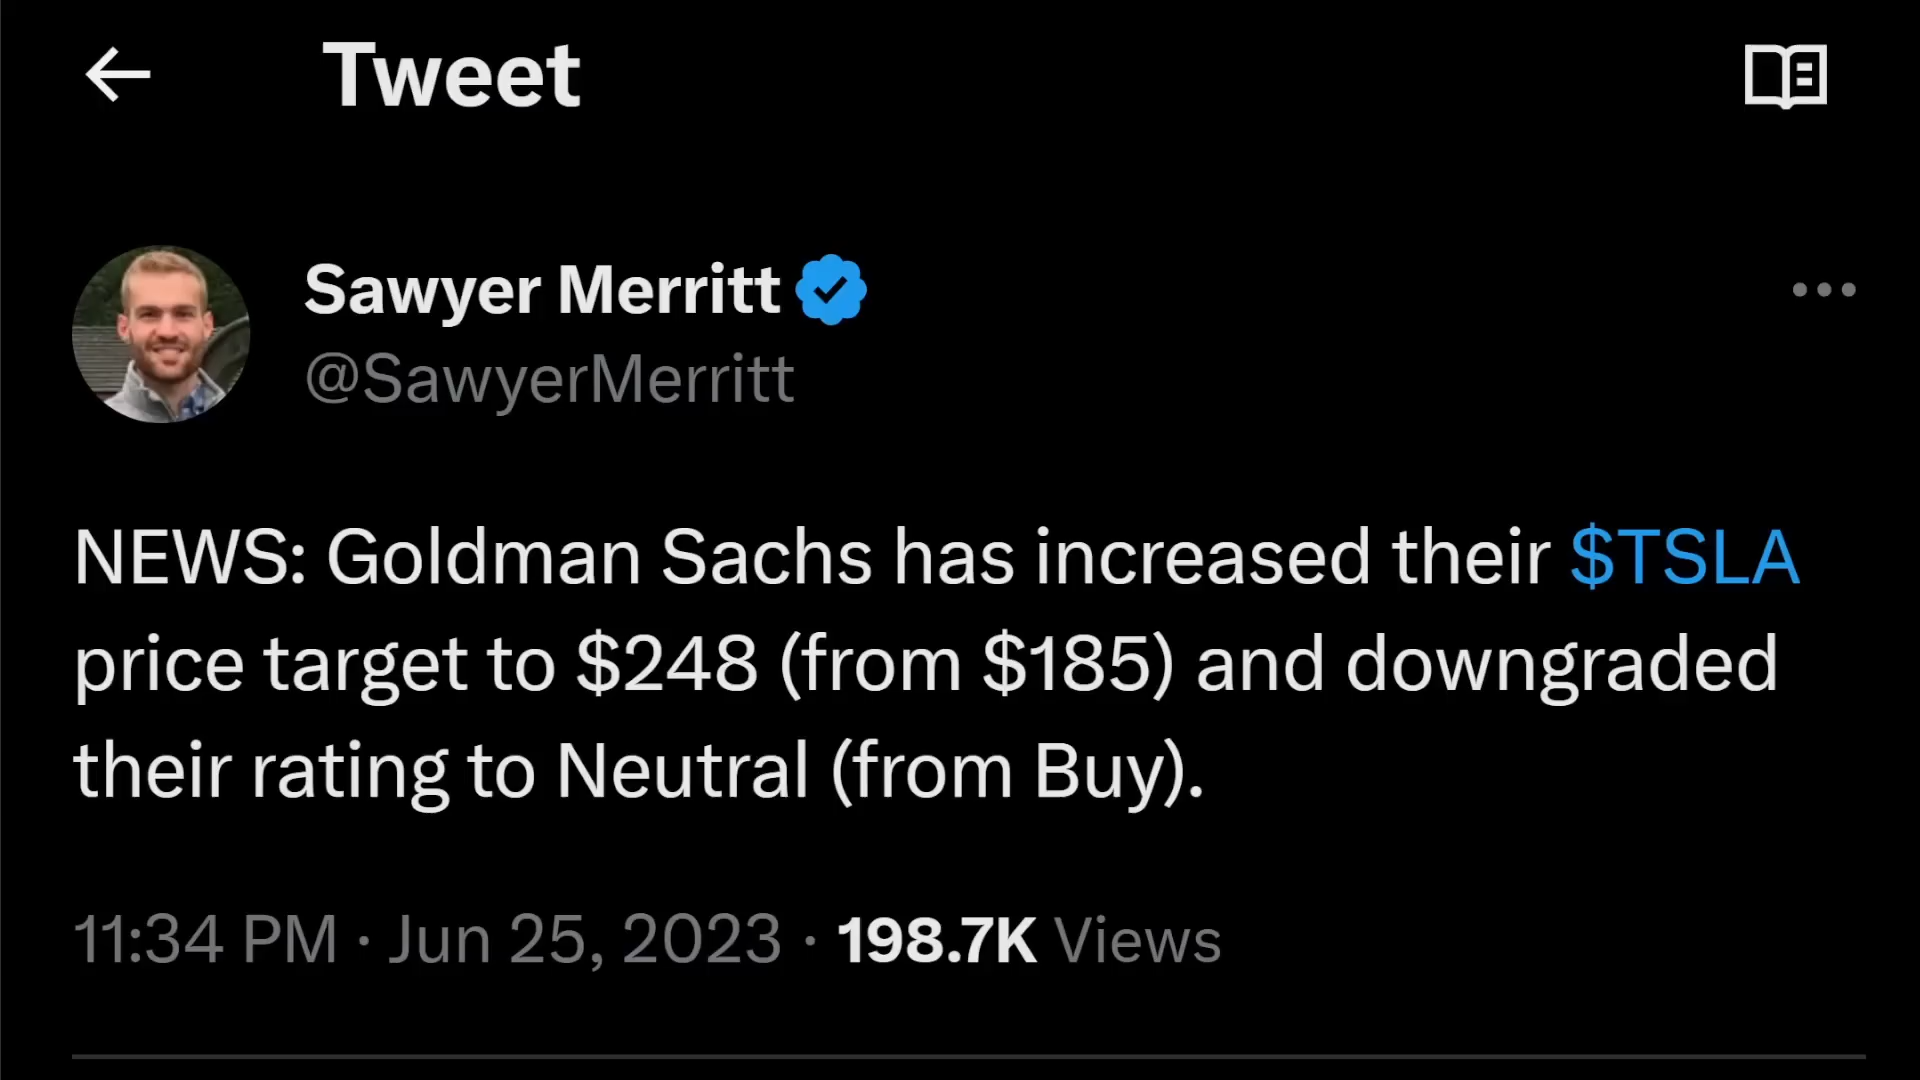 Tweet
Sawyer Merritt
@SawyerMerritt
NEWS: Goldman Sachs has increased their $TSLA
price target to $248 (from $185) and downgraded
their rating to Neutral (from Buy).
11:34 PM · Jun 25, 2023 · 198.7K Views